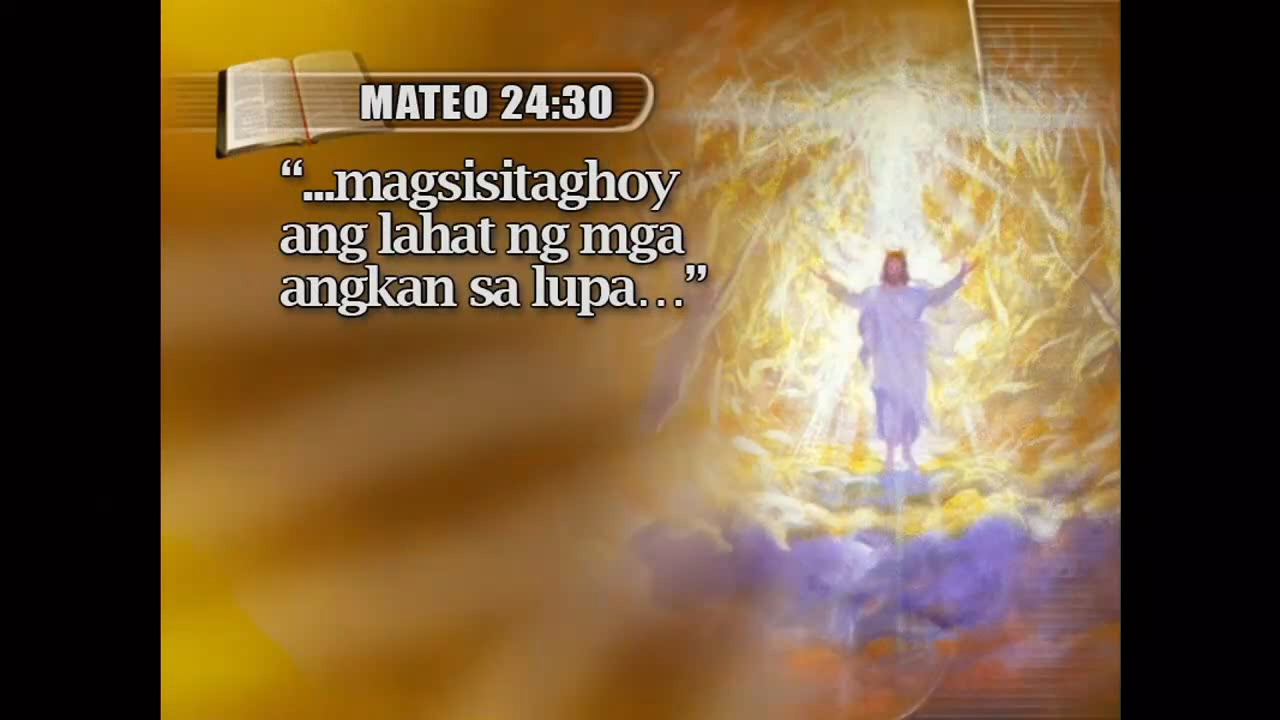 MATEO 24:30
“...magsisitaghoy
ang lahat ng mga
angkan sa lupa...”